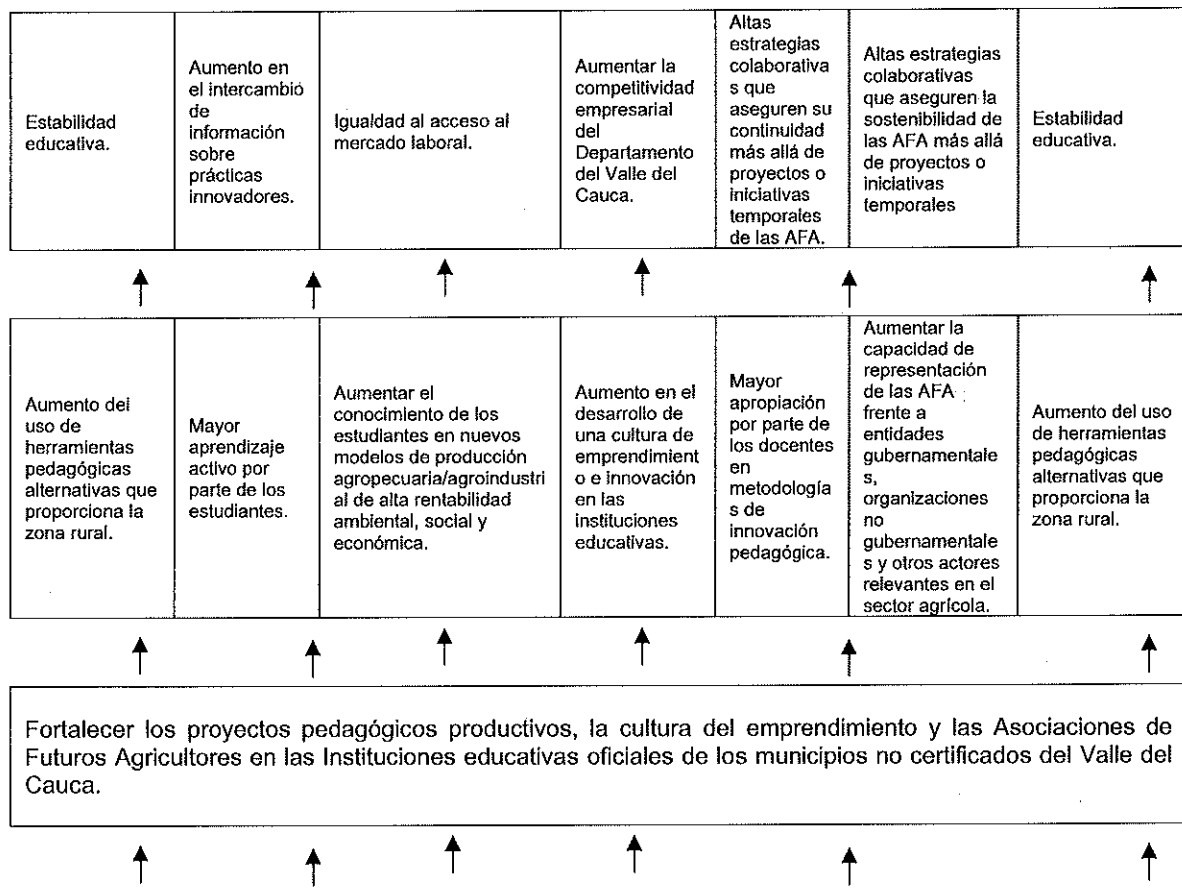 Estabilidad
educativa.
Aumento en
el intercambió
de
información
sobre
prácticas
innovadores.
Igualdad al acceso al
mercado laboral.
Aumentar la
competitividad
empresarial
del
Departamento
del Valle del
Cauca.
Altas
estrategias
colaborativa
s que
aseguren su
continuidad
más allá de
proyectos o
iniciativas
temporales
de las AFA.
Altas estrategias
colaborativas
que aseguren la
sostenibilidad de
las AFA más allá
de proyectos o
iniciativas
temporales
Estabilidad
educativa.
Aumento del
uso de
herramientas
pedagógicas
alternativas que
proporciona la
zona rural.
Mayor
aprendizaje
activo por
parte de los
estudiantes.
Aumentar el
conocimiento de los
estudiantes en nuevos
modelos de producción
agropecuaria/agroindustri
al de alta rentabilidad
ambiental, social y
económica.
Aumento en el
desarrollo de
una cultura de
emprendimient
o e innovación
en las
instituciones
educativas.
Mayor
apropiación
por parte de
los docentes
en
metodología
s de
innovación
pedagógica.
Aumentar la
capacidad de
representación
de las AFA
frente a
entidades
gubernamentale
s,
organizaciones
no
gubernamentale
s y otros actores
relevantes en el
sector agrícola.
Aumento del uso
de herramientas
pedagógicas
alternativas que
proporciona la
zona rural.
Fortalecer los proyectos pedagógicos productivos, la cultura del emprendimiento y las Asociaciones de
Futuros Agricultores en las Instituciones educativas oficiales de los municipios no certificados del Valle del
Cauca.